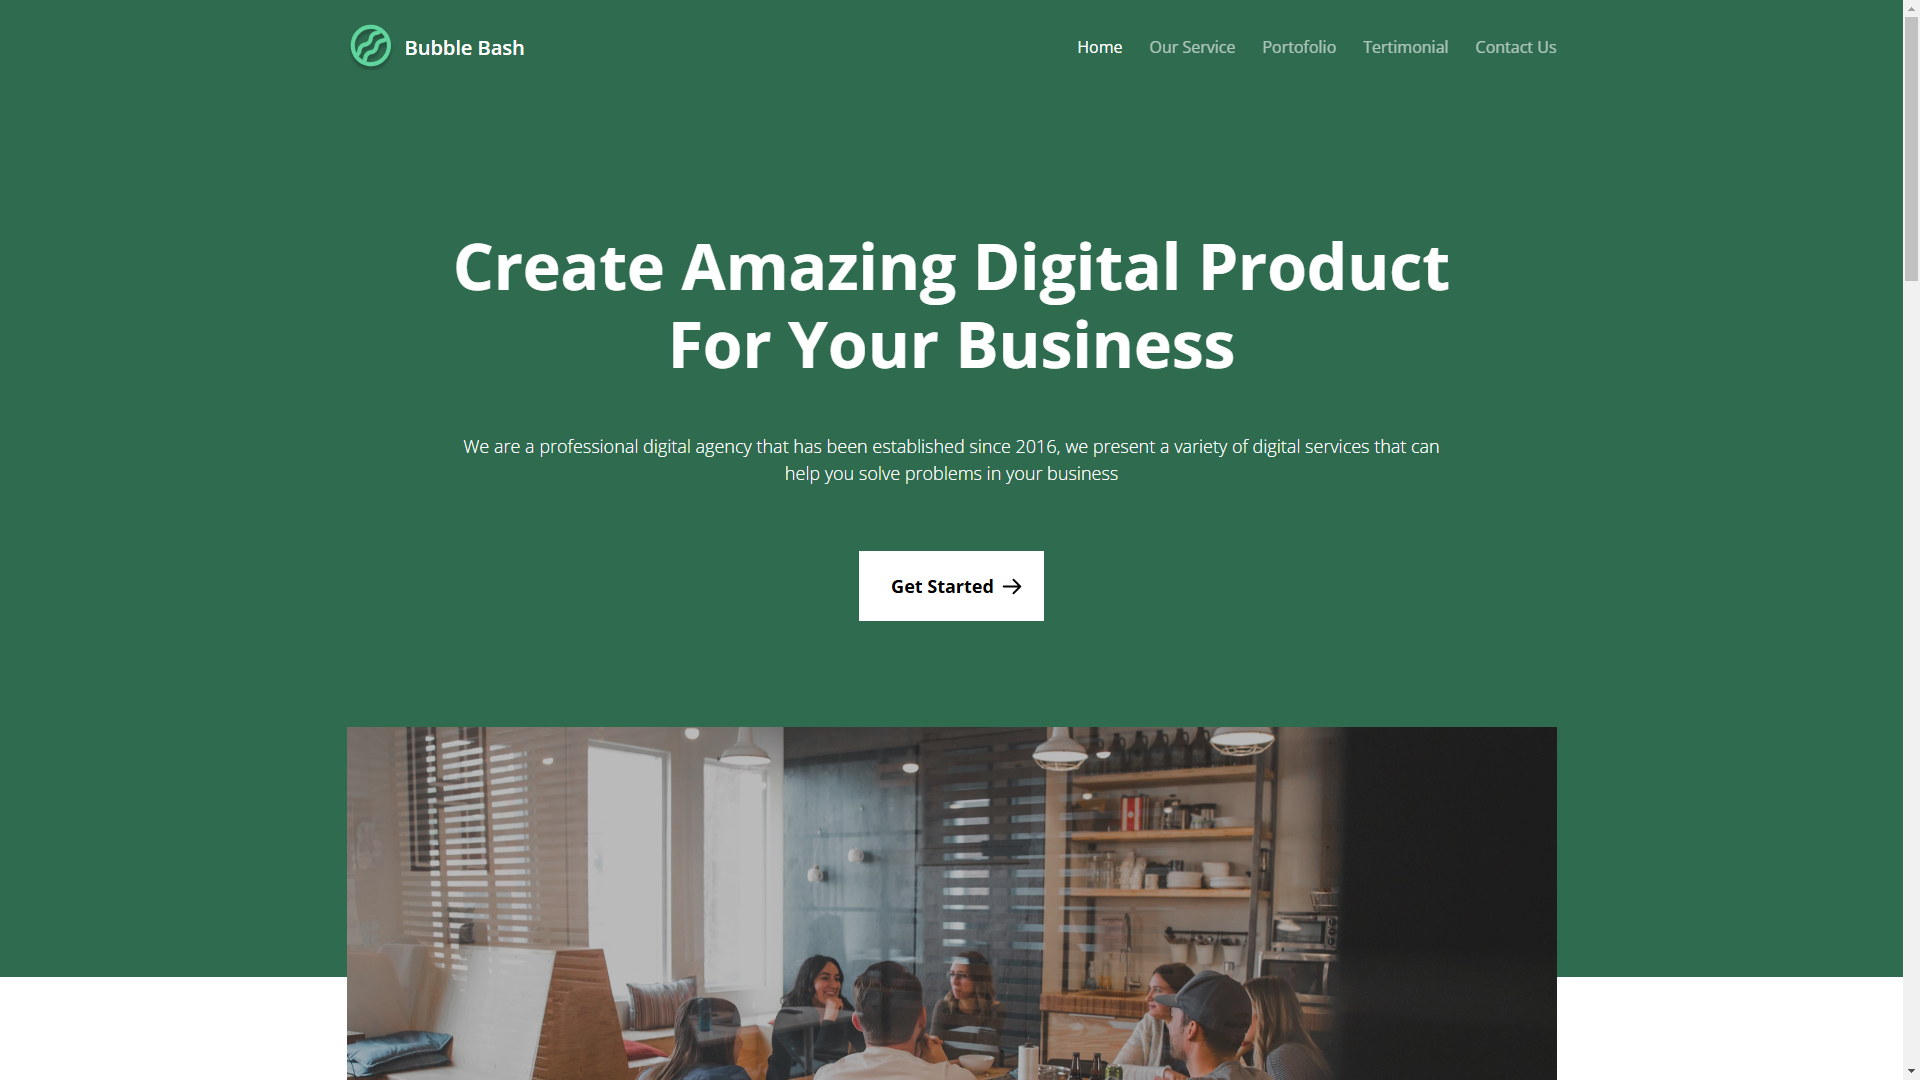 Bubble Bash
Home Our Service Portofolio Tertimonial Contact Us
Create Amazing Digital Product
For Your Business
We are a professional digital agency that has been established since 2016, we present a variety of digital services that can
help you solve problems in your business
Get Started